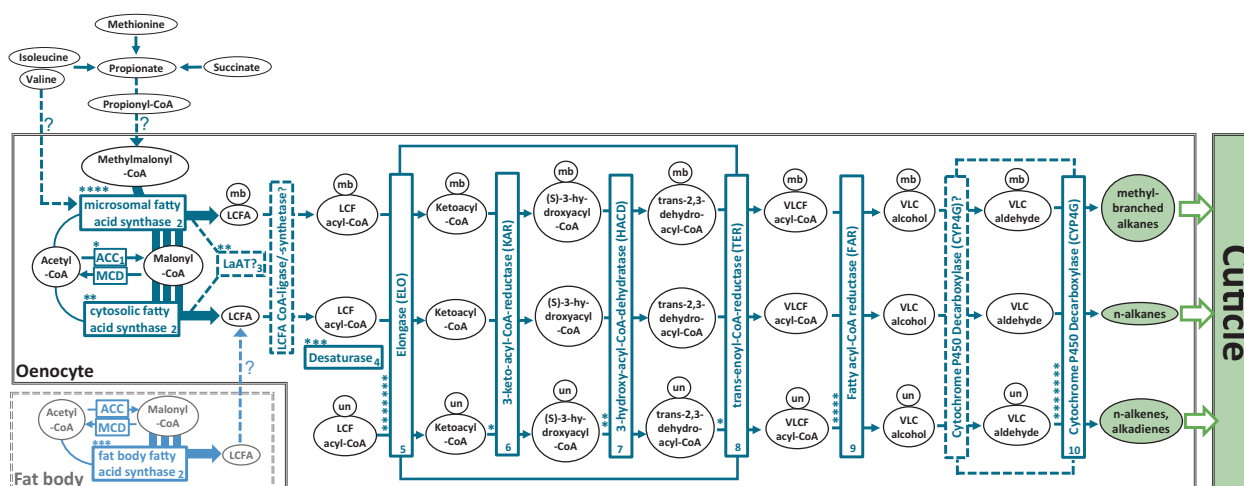 Methionine
Isoleucine
Valine
Propionate
Succinate
Propionyl-CoA
?
?
Methylmalonyl
-CoA
****
microsomal fatty
acid synthase 2
mb
LCFA
Acetyl
-CoA
*
ACC1
MCD
Malonyl
-CoA
**
LaAT?3
**
cytosolic fatty
acid synthase 2
LCFA
?
LCFA CoA-ligase/-synthetase?
mb
LCF
acyl-CoA
LCF
acyl-CoA
***
Desaturase 4
un
LCF
acyl-CoA
Elongase (ELO)
*******
5
mb
Ketoacyl
-CoA
Ketoacyl
-CoA
un
Ketoacyl
-CoA
3-keto-acyl-CoA-reductase (KAR)
*
6
mb
(S)-3-hy-
droxyacyl
-CoA
(S)-3-hy-
droxyacyl
-CoA
un
(S)-3-hy-
droxyacyl
-CoA
3-hydroxy-acyl-CoA-dehydratase (HACD)
**
7
mb
trans-2,3-
dehydro-
acyl-CoA
trans-2,3-
dehydro-
acyl-CoA
un
trans-2,3-
dehydro-
acyl-CoA
trans-enoyl-CoA-reductase (TER)
*
8
mb
VLCF
acyl-CoA
VLCF
acyl-CoA
un
VLCF
acyl-CoA
Fatty acyl-CoA reductase (FAR)
****
9
mb
VLC
alcohol
VLC
alcohol
un
VLC
alcohol
Cytochrome P450 Decarboxylase (CYP4G)?
mb
VLC
aldehyde
VLC
aldehyde
un
VLC
aldehyde
Cytochrome P450 Decarboxylase (CYP4G)
*******
10
methyl-
branched
alkanes
n-alkanes
n-alkenes,
alkadienes
Cuticle
Oenocyte
Acetyl
-CoA
ACC
MCD
Malonyl
-CoA
***
fat body fatty
acid synthase 2
LCFA
Fat body